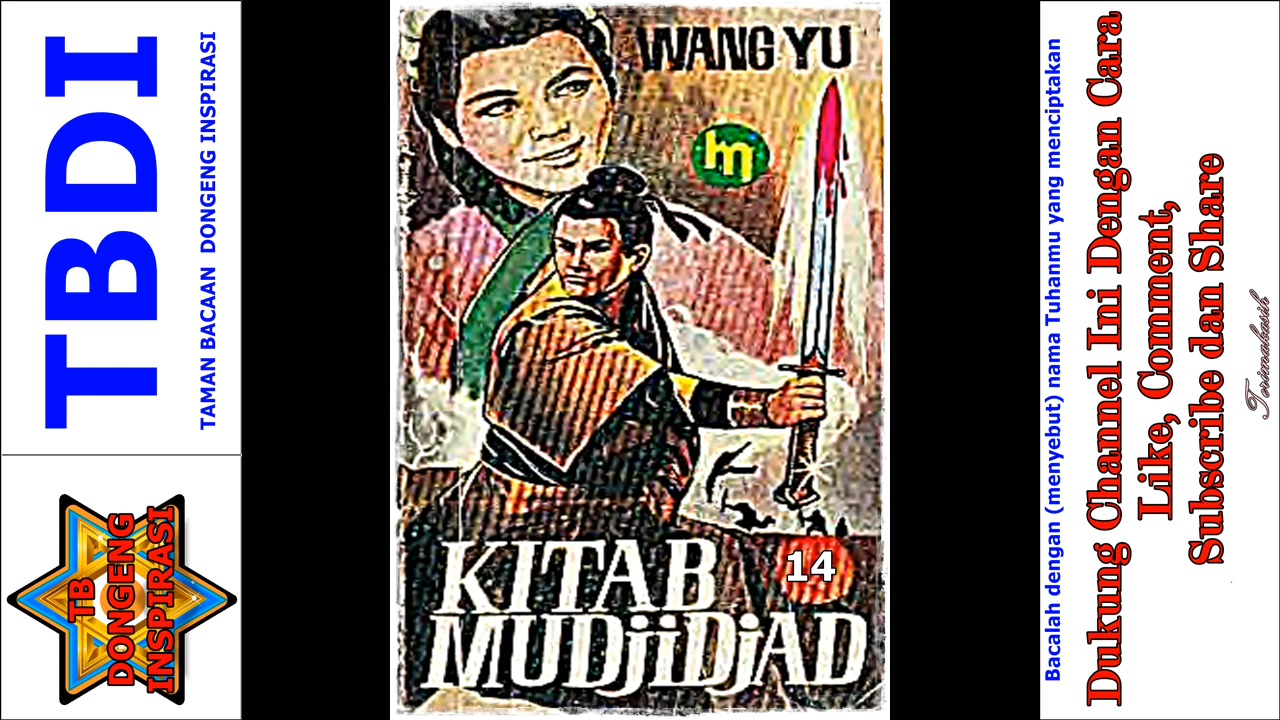 TBDI
TAMAN BACAAN DONGENG INSPIRASI
TB
DONGENG
INSPIRASI
WANG YU
hm
14
KITAB
MUDjiDjAD
Bacalah dengan (menyebut) nama Tuhanmu yang menciptakan
Dukung Channel Ini Dengan Cara
Like, Comment,
Subscribe dan Share
Terimakasih